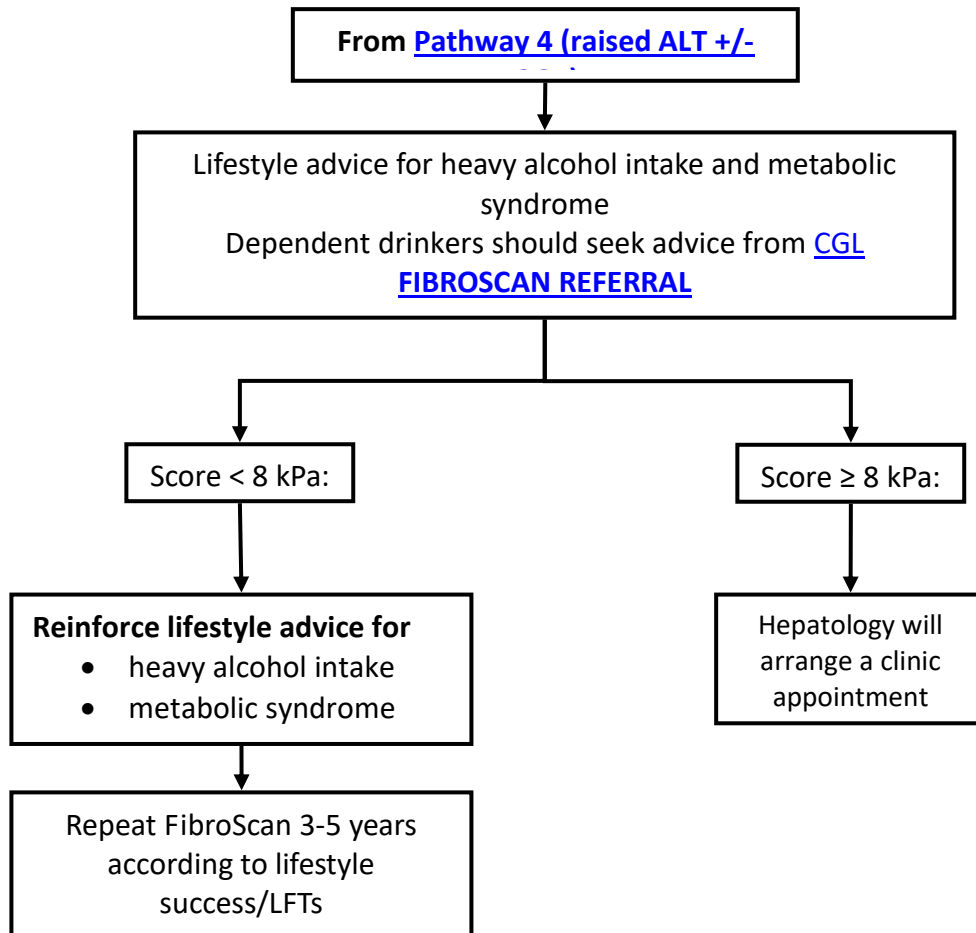 From Pathway 4 (raised ALT +/-
Lifestyle advice for heavy alcohol intake and metabolic
syndrome
Dependent drinkers should seek advice from CGL
FIBROSCAN REFERRAL
Score < 8 kPa:
Score ≥ 8 kPa:
Reinforce lifestyle advice for
• heavy alcohol intake
• metabolic syndrome
Hepatology will
arrange a clinic
appointment
Repeat FibroScan 3-5 years
according to lifestyle
success/LFTs